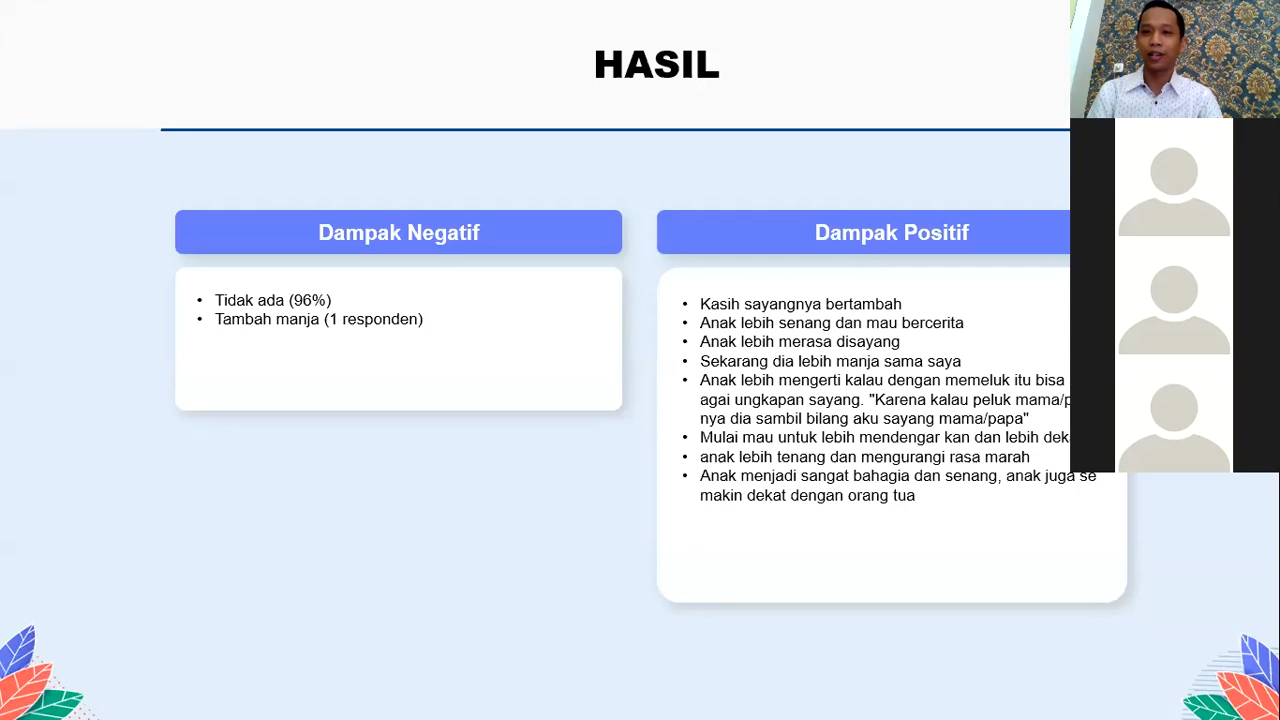 HASIL
Dampak Negatif
• Tidak ada (96%)
• Tambah manja (1 responden)
Dampak Positif
• Kasih sayangnya bertambah
• Anak lebih senang dan mau bercerita
• Anak lebih merasa disayang
• Sekarang dia lebih manja sama saya
• Anak lebih mengerti kalau dengan memeluk itu bisa
agai ungkapan sayang. "Karena kalau peluk
nya dia sambil bilang aku sayang mama/papa"
• Mulai mau untuk lebih mendengar kan dan lebih
• anak lebih tenang dan mengurangi rasa marah
• Anak menjadi sangat bahagia dan senang, anak juga se
makin dekat dengan orang tua